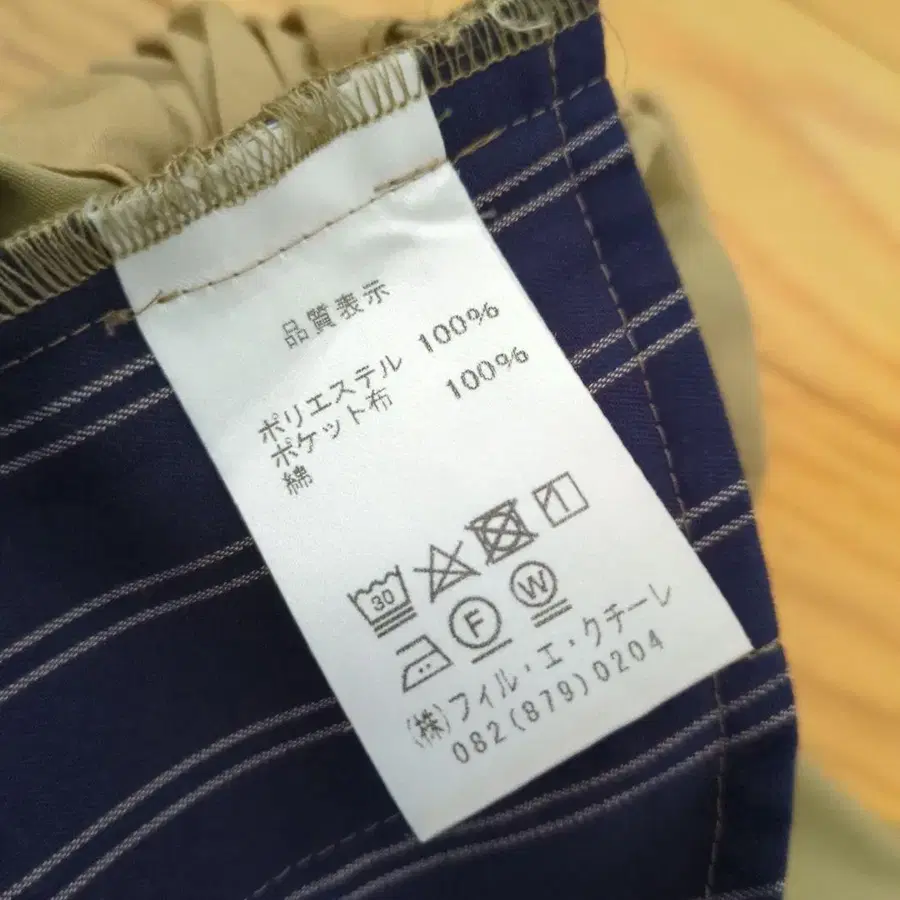 品質表示
ポリエステル 100%
ポケット布
綿 100%
30
F W
(株)フィル・エ・クチーレ
082(879)0204